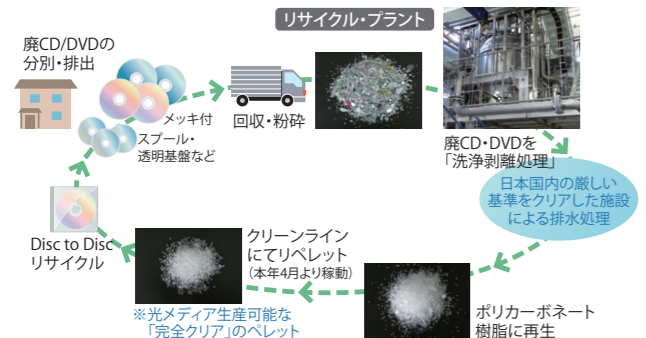 リサイクル・プラント
廃CD/DVDの
分別・排出
メッキ付
スプール・
透明基盤など
回収・粉砕
廃CD・DVDを
「洗浄剥離処理」
日本国内の厳しい
基準をクリアした施設
による排水処理
ポリカーボネート
樹脂に再生
クリーンライン
にてリペレット
（本年4月より稼動）
※光メディア生産可能な
「完全クリア」のペレット
Disc to Disc
リサイクル